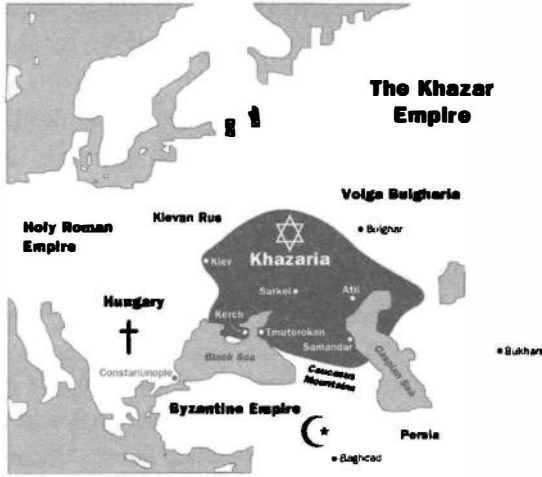 The Khazar
Empire
Volga Bulgharia
Kievan Rus
Bulghar
Holy Roman
Empire
Khazaria
Kiev
Hungary
Sarkel
Atil
Kerch
Tmutorokan
Samandar
Black Sea
Caspian Sea
Bukhara
Constantinople
Caucasus
Mountains
Byzantine Empire
Persia
Baghdad